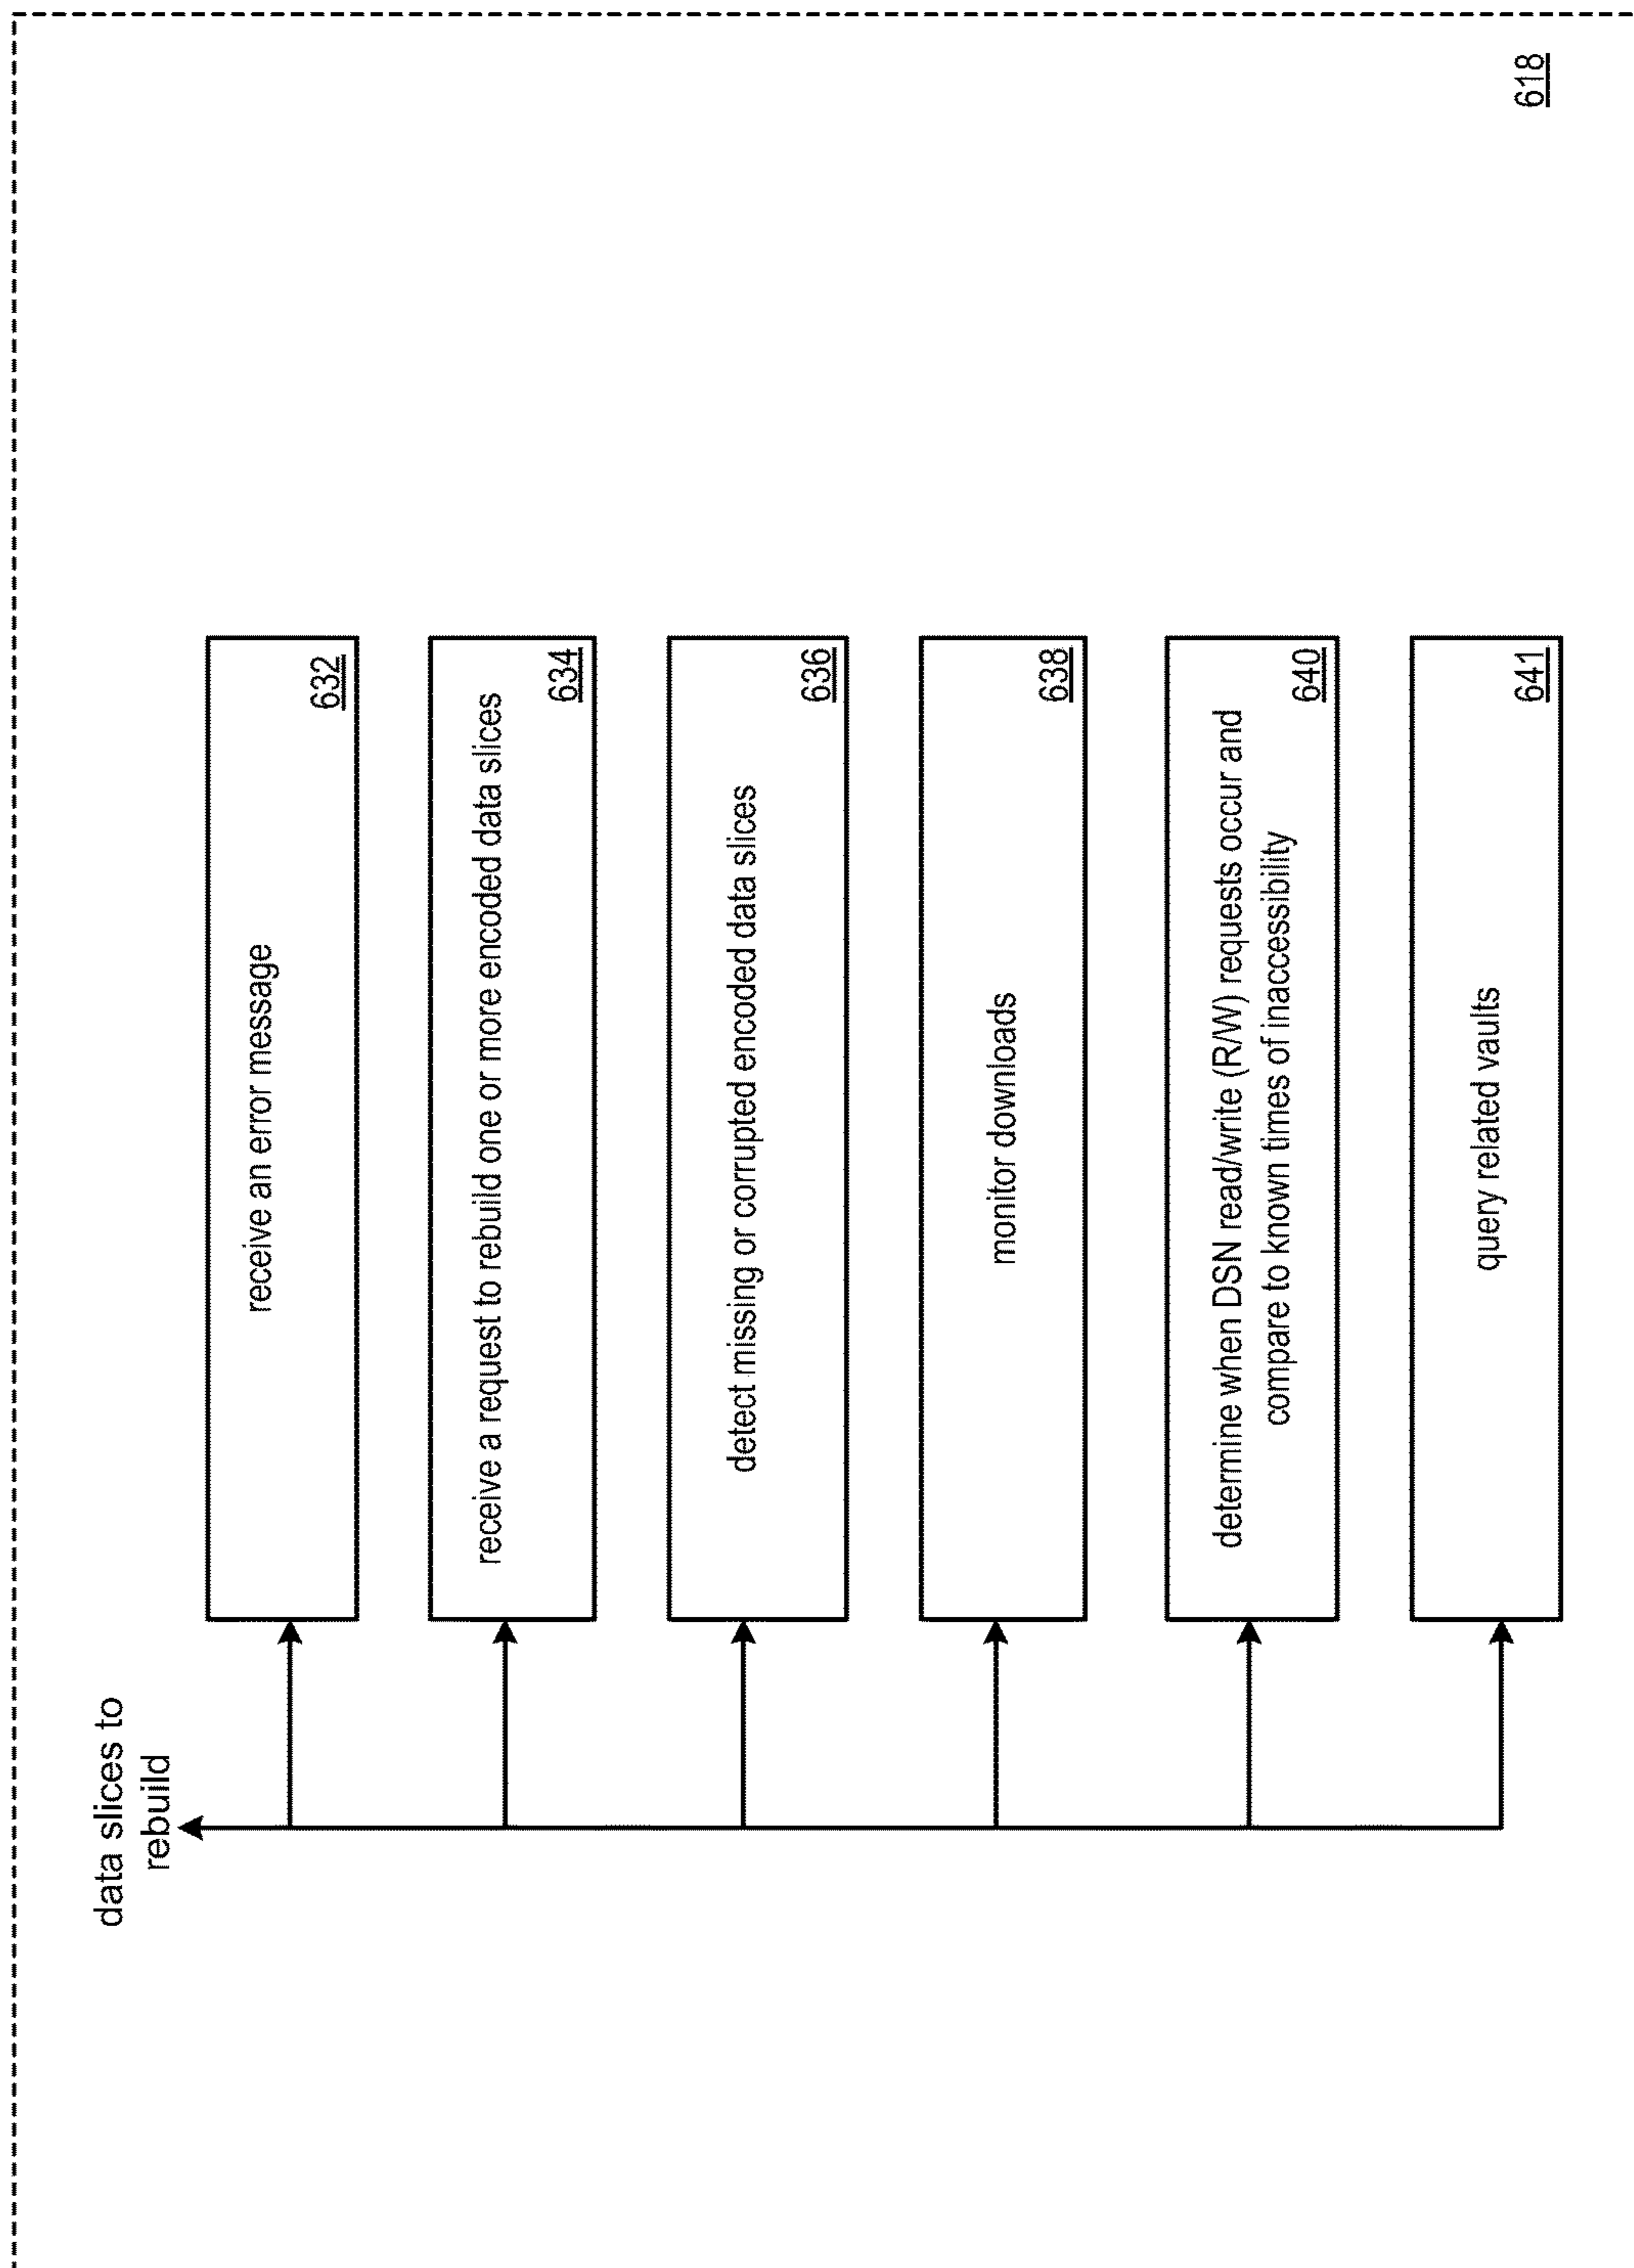 data slices to
rebuild
receive an error message
632
receive a request to rebuild one or more encoded data slices
634
detect missing or corrupted encoded data slices
636
monitor downloads
638
determine when DSN read/write (R/W) requests occur and
compare to known times of inaccessibility
640
query related vaults
641
618